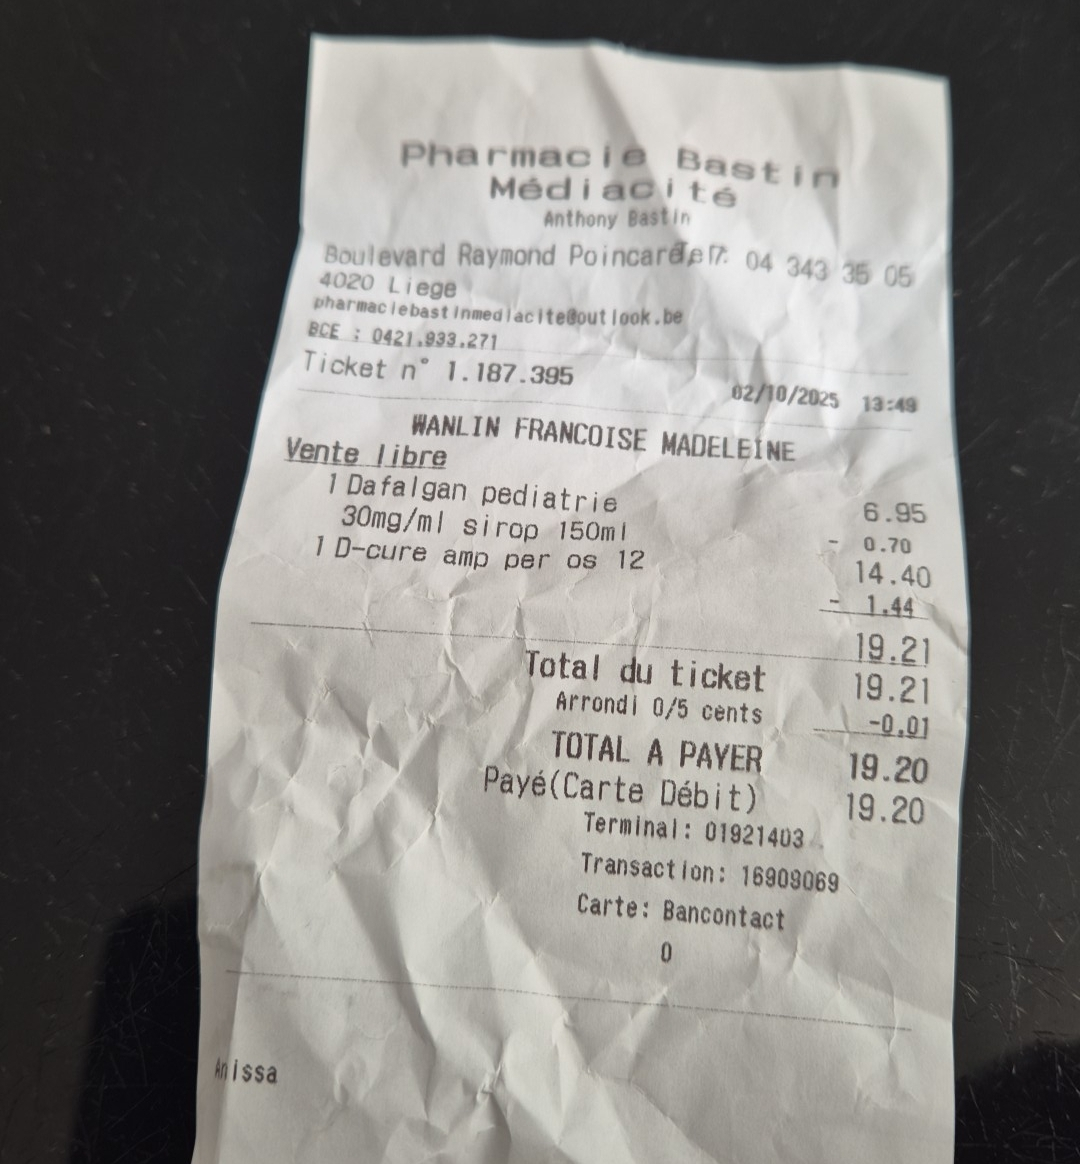 Pharmacie Bastin
Médiacité
Anthony Bastin
Boulevard Raymond Poincaré 04 343 35 05
4020 Liege
pharmaciebastinmediacite@outlook.be
BCE : 0421.933.271
Ticket n° 1.187.395
02/10/2025 13:49
WANLIN FRANCOISE MADELEINE
Vente libre
1 Dafalgan pediatrie 6.95
30mg/ml sirop 150ml - 0.70
1 D-cure amp per os 12 14.40
- 1.44
19.21
Total du ticket 19.21
Arrondi 0/5 cents -0.01
TOTAL A PAYER 19.20
Payé(Carte Débit) 19.20
Terminal: 01921403
Transaction: 16909069
Carte: Bancontact
0
Anissa